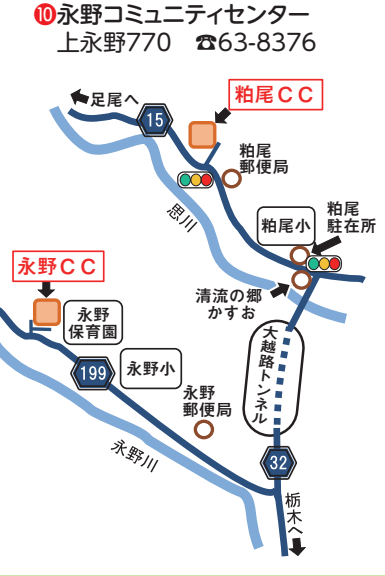 ❿永野コミュニティセンター
上永野770 ☎63-8376
足尾へ
粕尾ＣＣ
15
粕尾
郵便局
思川
粕尾小
粕尾
駐在所
永野ＣＣ
清流の郷
かすお
永野
保育園
大越路トンネル
199
永野小
永野
郵便局
永野川
32
栃木へ